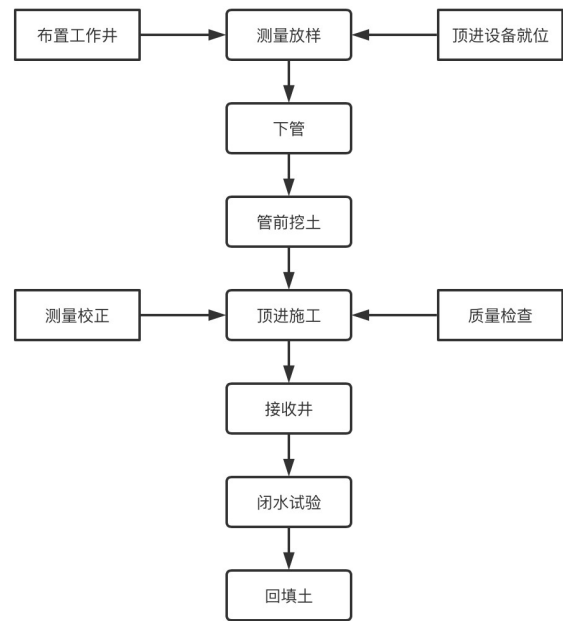 布置工作井
测量放样
顶进设备就位
下管
管前挖土
测量校正
顶进施工
质量检查
接收井
闭水试验
回填土